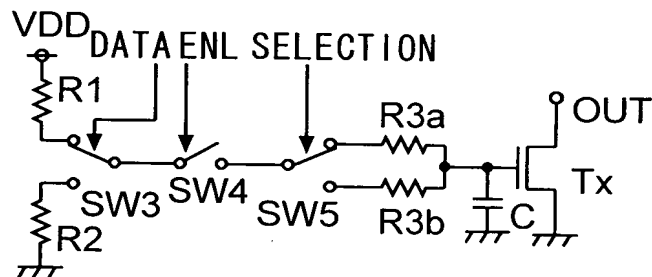 VDD DATA ENL SELECTION
R1
R3a
OUT
SW3
SW4
SW5
R3b
C
Tx
R2